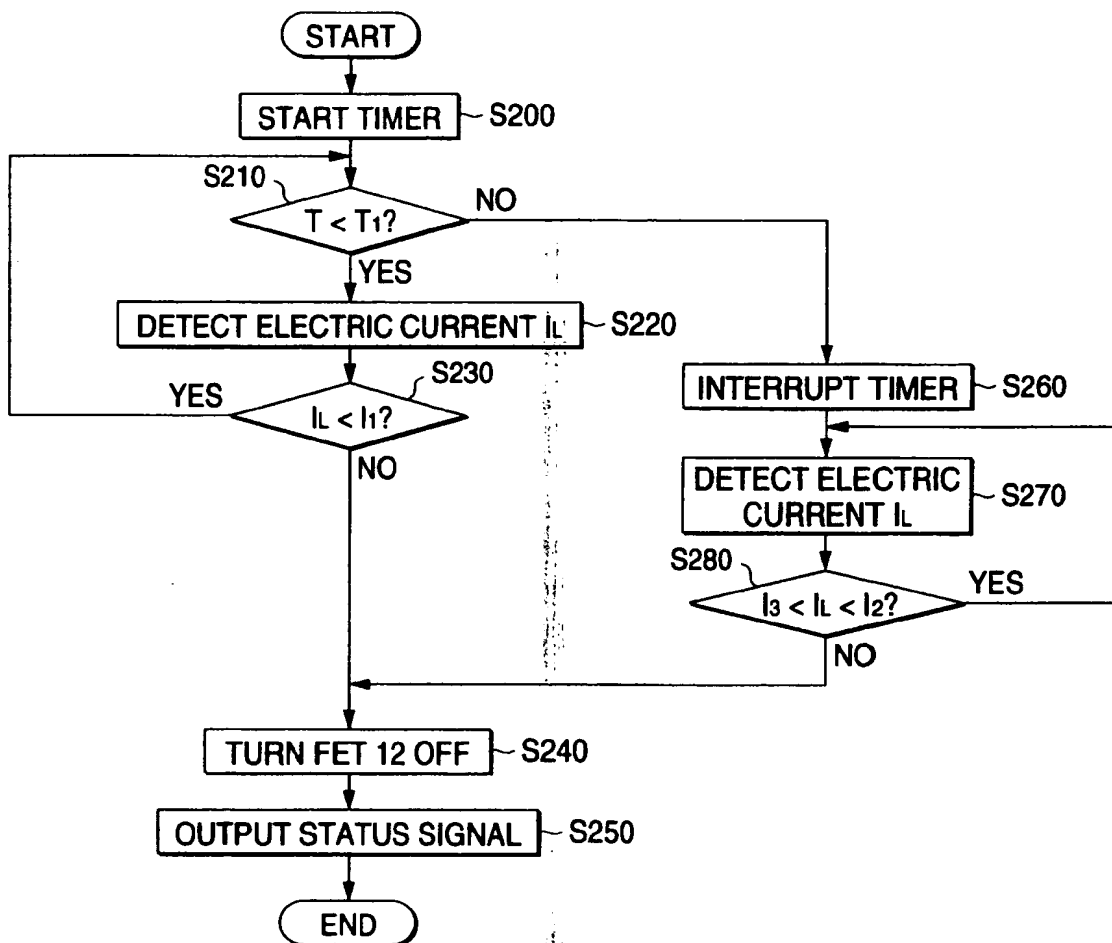 START
START TIMER
S200
S210
T < T1?
NO
YES
DETECT ELECTRIC CURRENT IL
S220
S230
YES
IL < I1?
NO
INTERRUPT TIMER
S260
DETECT ELECTRIC
CURRENT IL
S270
S280
I3 < IL < I2?
YES
NO
TURN FET 12 OFF
S240
OUTPUT STATUS SIGNAL
S250
END